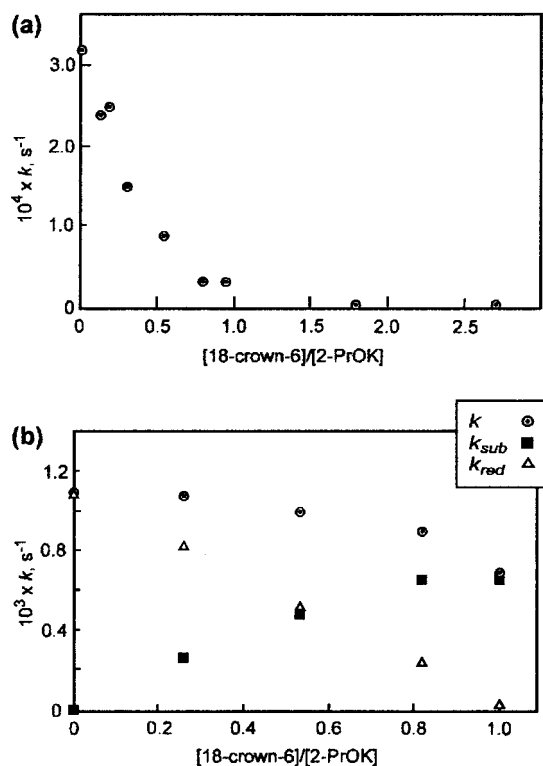 (a)
3.0
2.0
1.0
0
10⁴ x k, s⁻¹
0 0.5 1.0 1.5 2.0 2.5
[18-crown-6]/[2-PrOK]
(b)
k
k_sub
k_red
1.2
0.8
0.4
0
10³ x k, s⁻¹
0 0.2 0.4 0.6 0.8 1.0
[18-crown-6]/[2-PrOK]